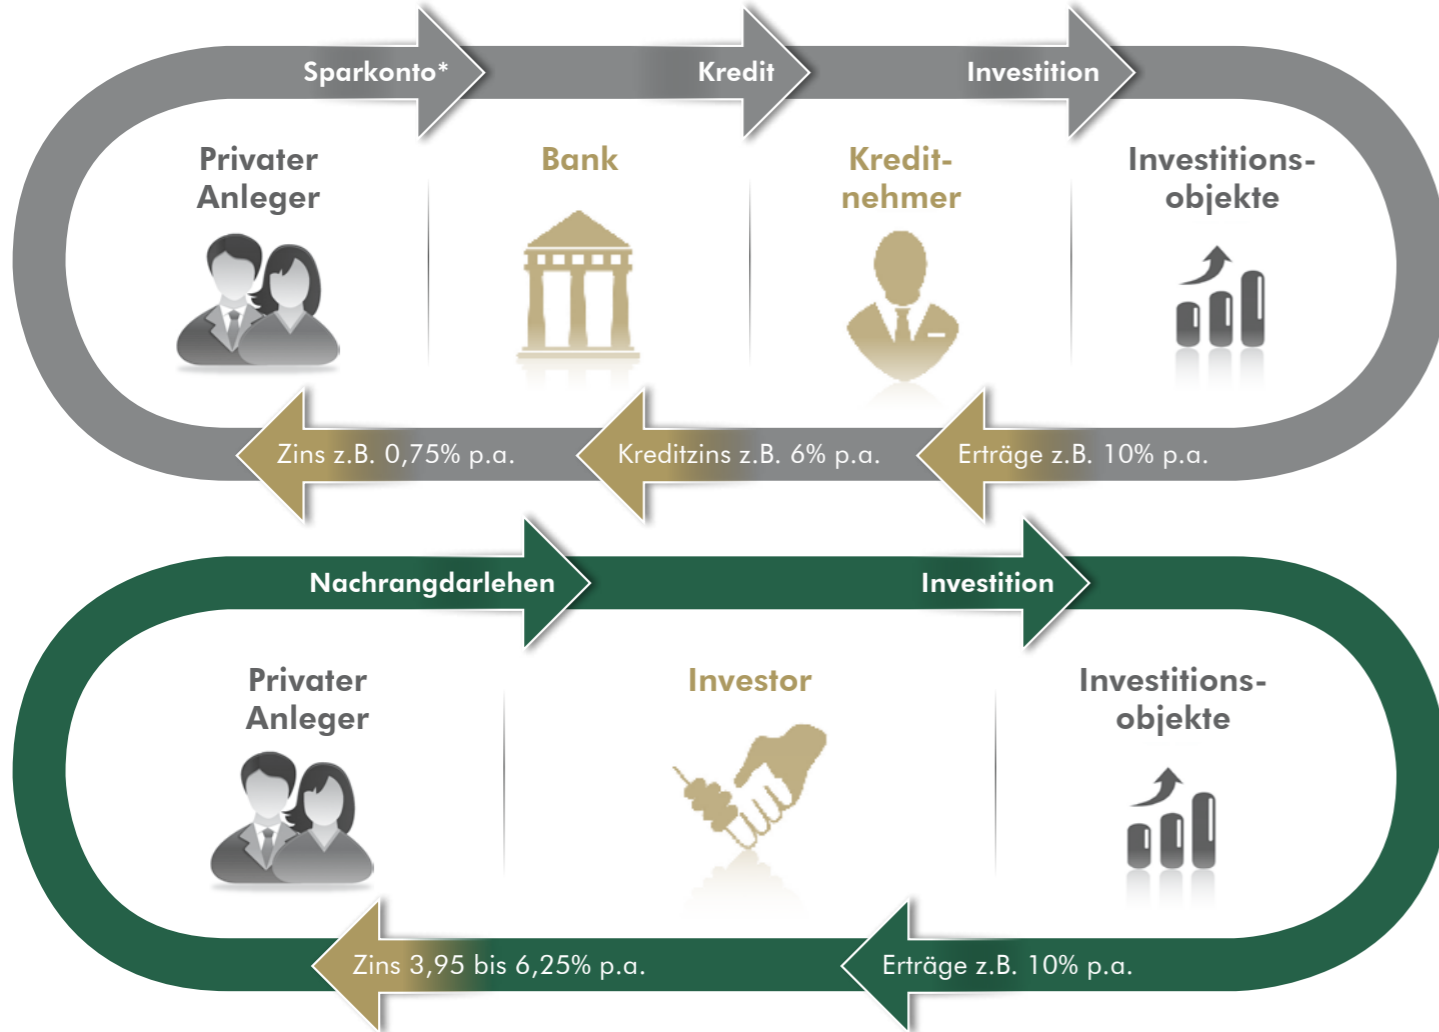 Sparkonto*
Kredit
Investition
Privater
Anleger
Bank
Kredit-
nehmer
Investitions-
objekte
Zins z.B. 0,75% p.a.
Kreditzins z.B. 6% p.a.
Erträge z.B. 10% p.a.
Nachrangdarlehen
Investition
Privater
Anleger
Investor
Investitions-
objekte
Zins 3,95 bis 6,25% p.a.
Erträge z.B. 10% p.a.